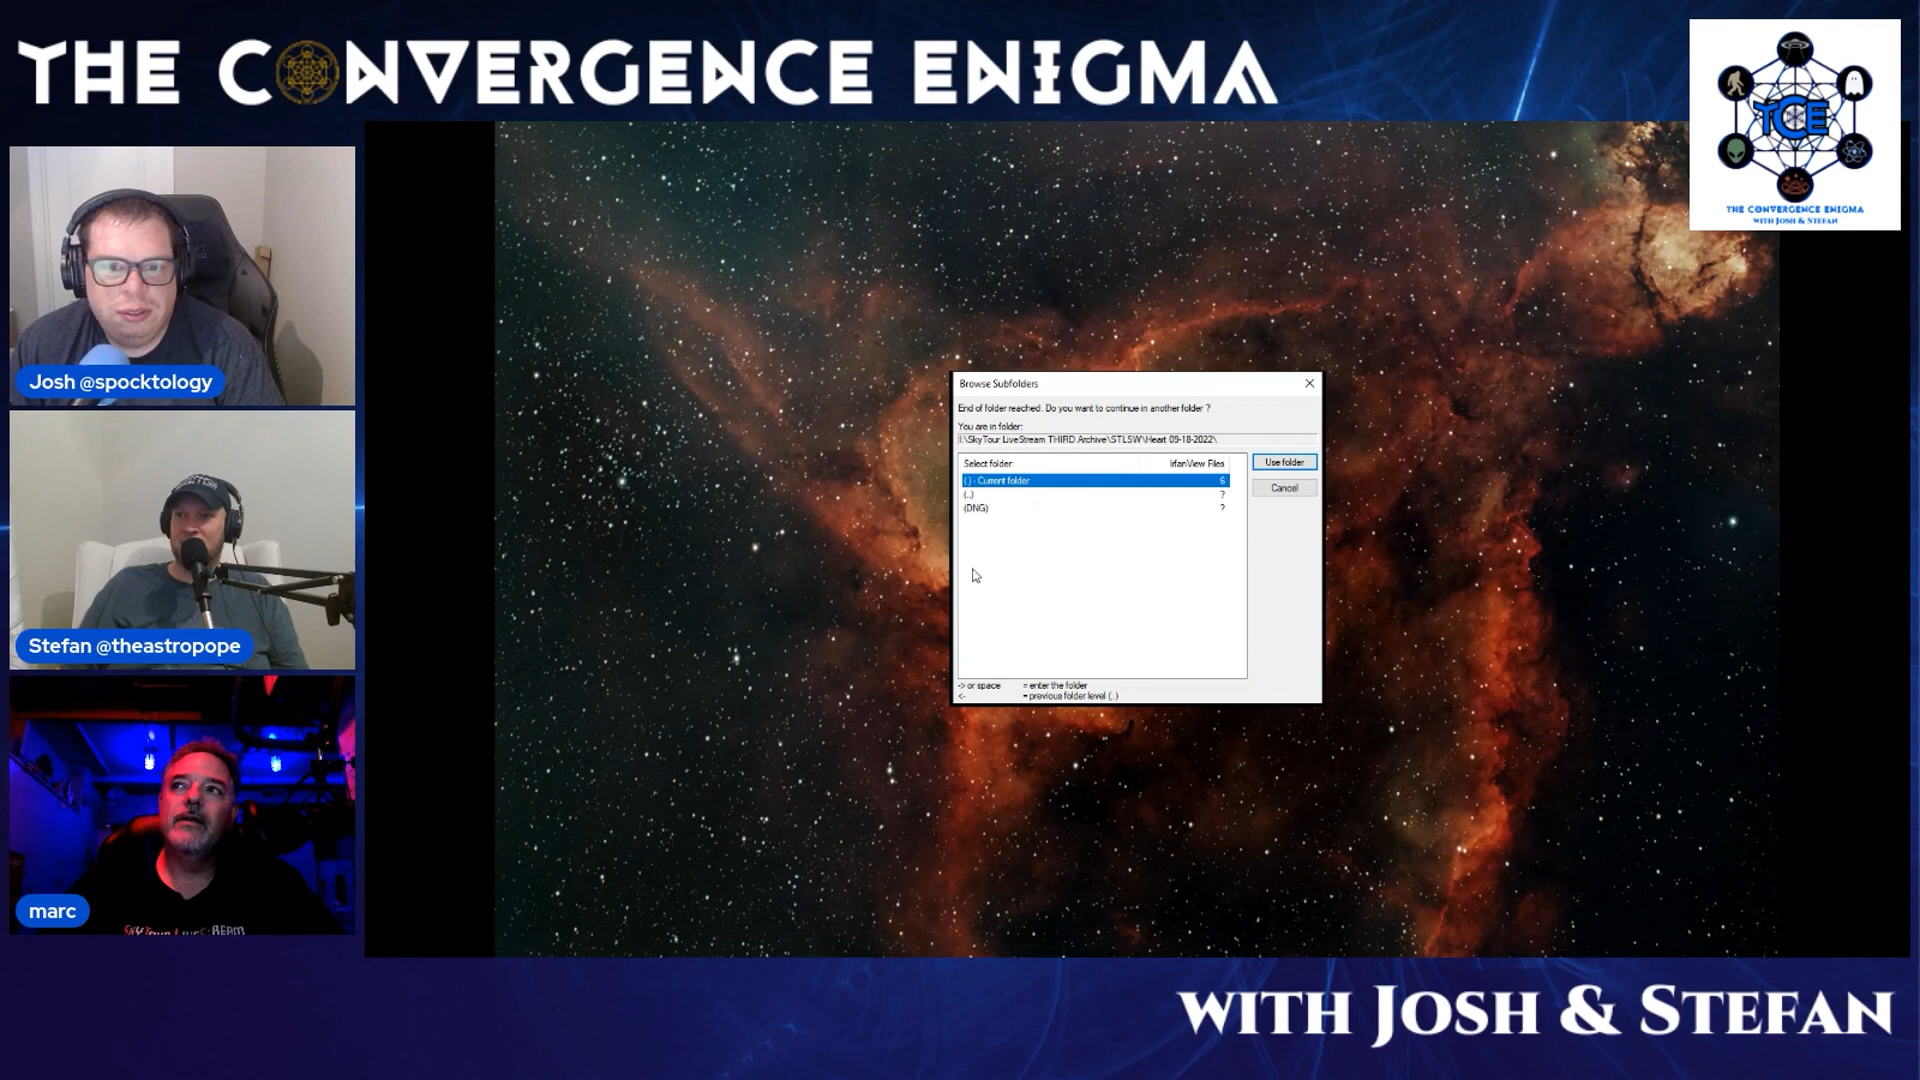 THE CONVERGENCE ENIGMA
TCE
THE CONVERGENCE ENIGMA
WITH JOSH & STEFAN
Josh @spocktology
Stefan @theastropope
marc
Browse Subfolders
End of folder reached. Do you want to continue in another folder ?
You are in folder:
I:\SkyTour LiveStream THIRD Archive\STLSW\Heart 09-18-2022\
Select folder: IrfanView Files
(.) - Current folder 6
(..) ?
(DNG) ?
Use folder
Cancel
-> or space = enter the folder
<- = previous folder level (..)
WITH JOSH & STEFAN